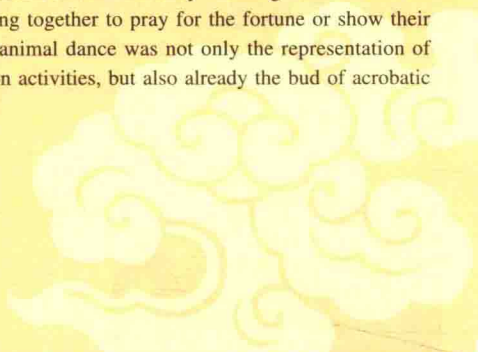 ng together to pray for the fortune or show their
animal dance was not only the representation of
n activities, but also already the bud of acrobatic